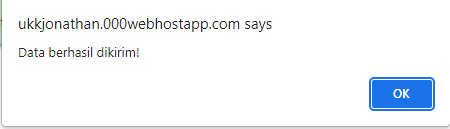 ukkjonathan.000webhostapp.com says
Data berhasil dikirim!
OK